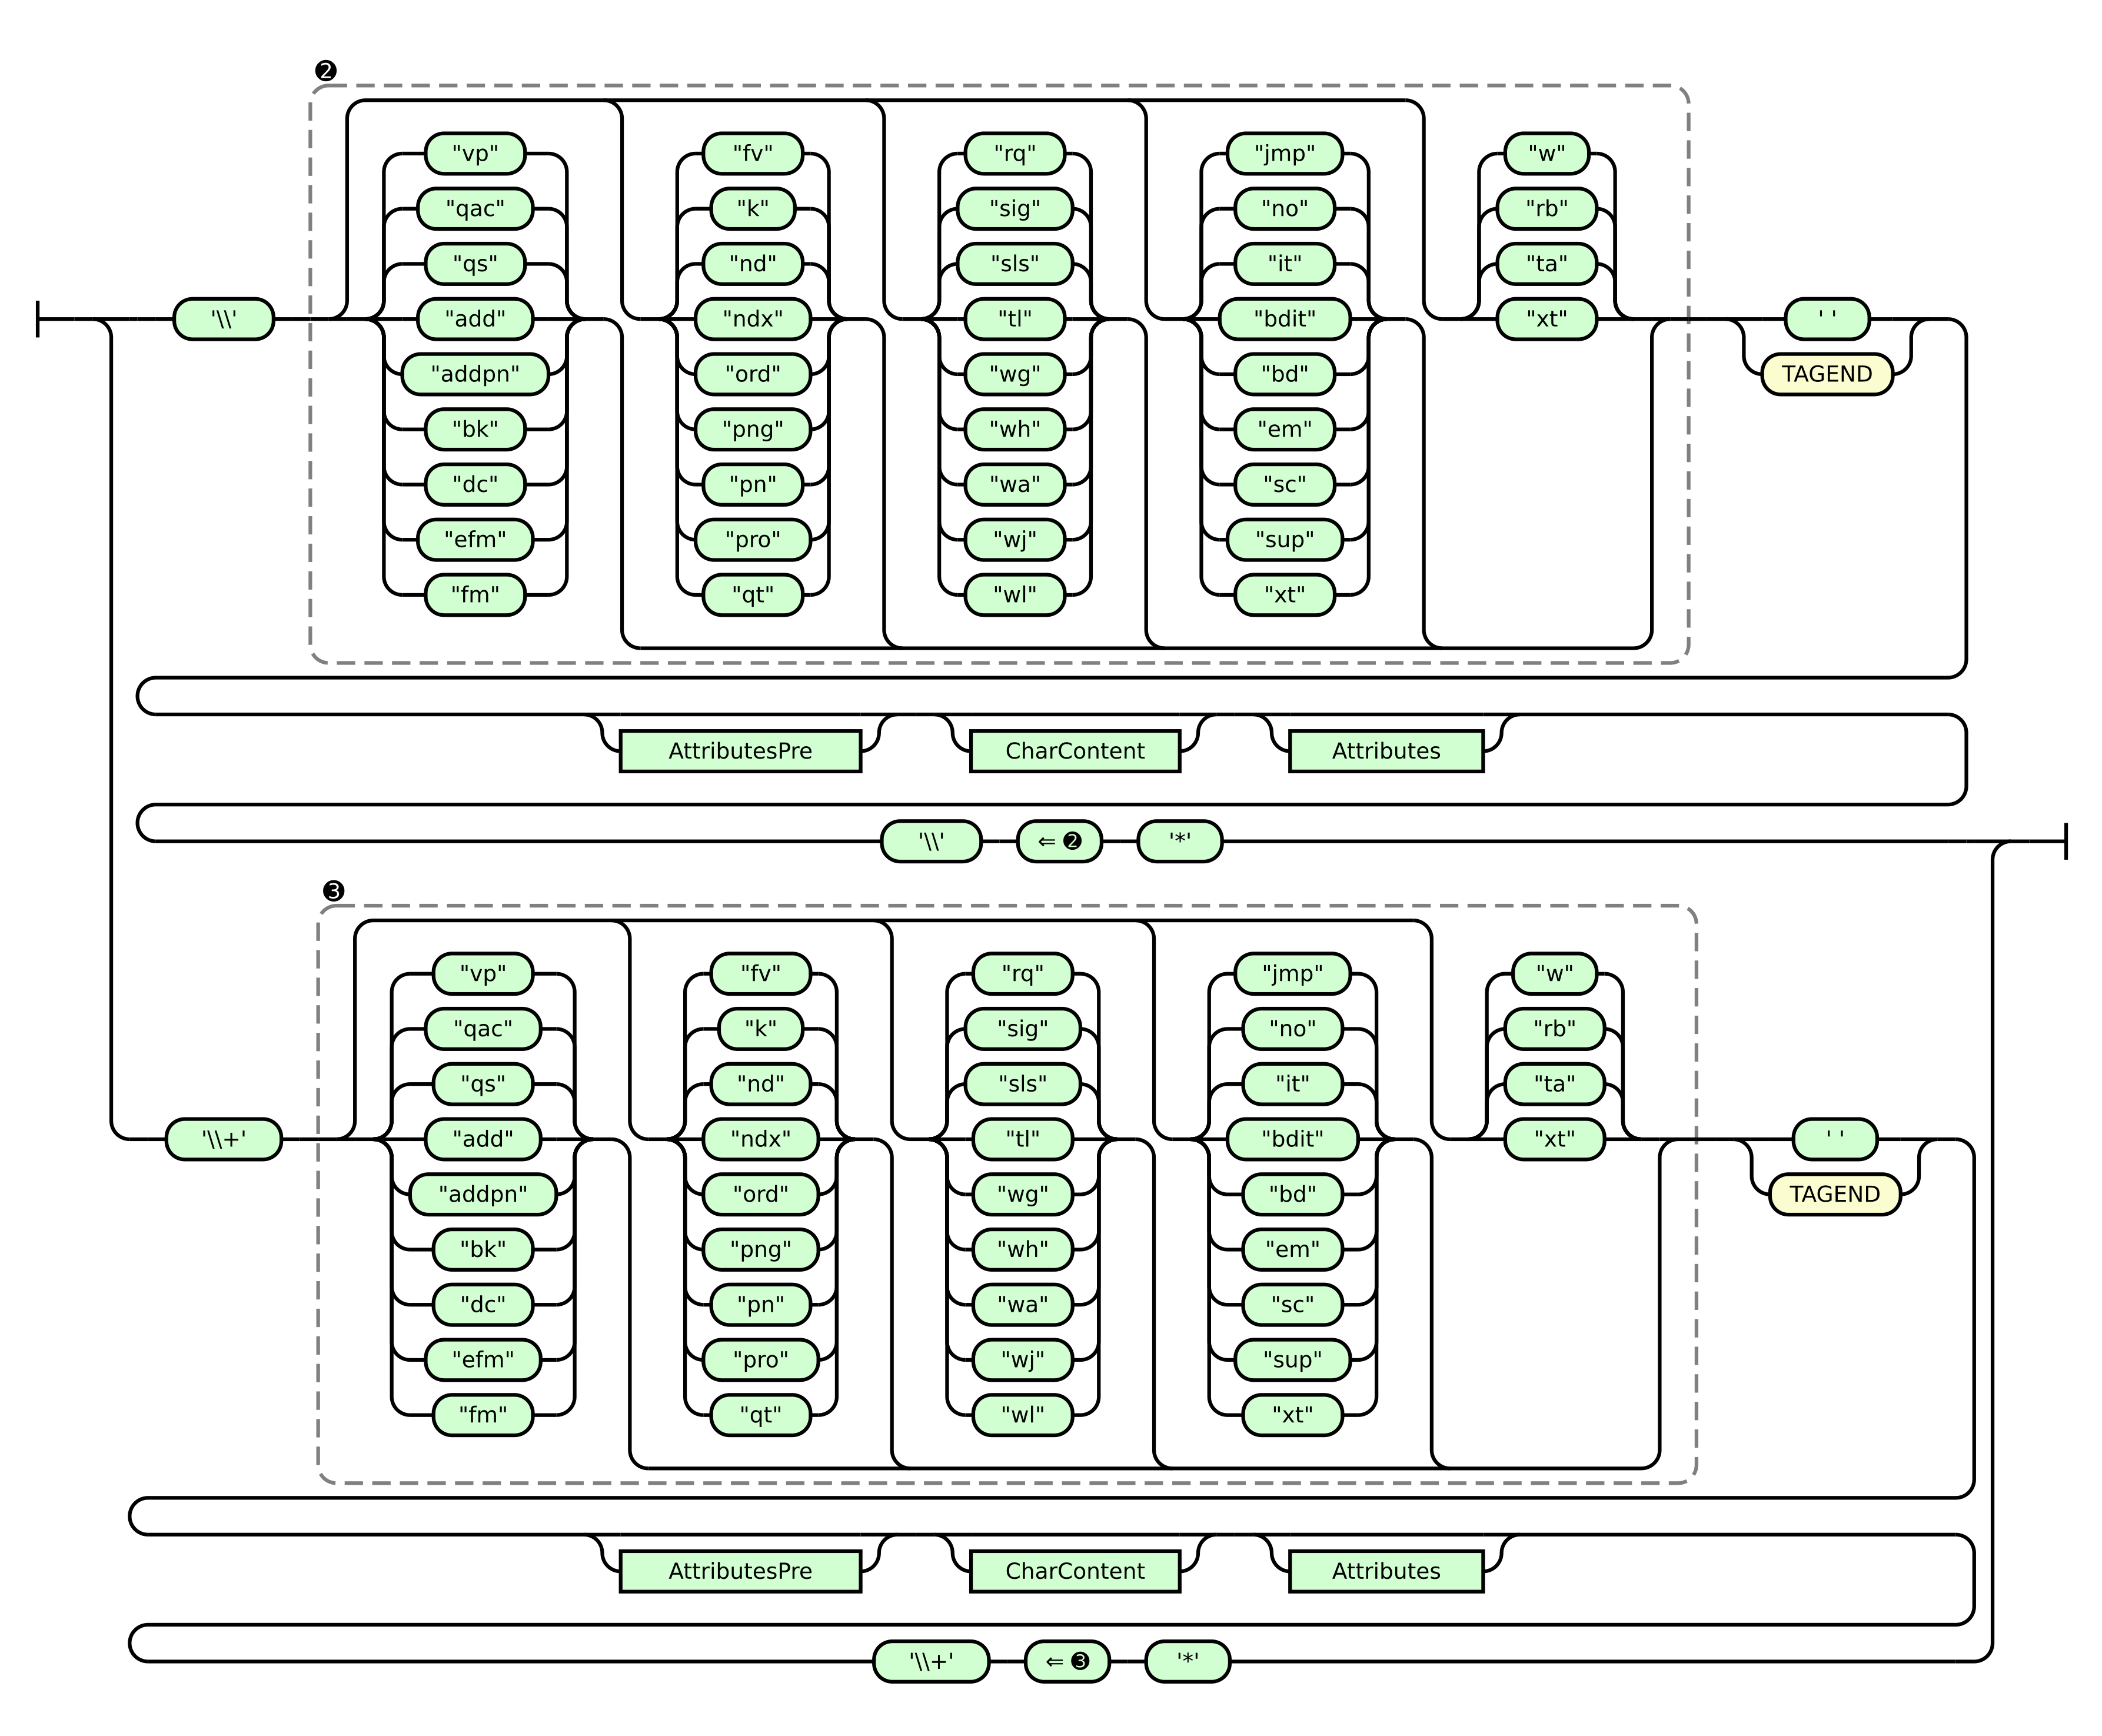 ❷
"vp" "fv" "rq" "jmp" "w"
"qac" "k" "sig" "no" "rb"
"qs" "nd" "sls" "it" "ta"
'\\' "add" "ndx" "tl" "bdit" "xt" ' '
"addpn" "ord" "wg" "bd" TAGEND
"bk" "png" "wh" "em"
"dc" "pn" "wa" "sc"
"efm" "pro" "wj" "sup"
"fm" "qt" "wl" "xt"
AttributesPre CharContent Attributes
'\\' ⇐ ❷ '*'
❸
"vp" "fv" "rq" "jmp" "w"
"qac" "k" "sig" "no" "rb"
"qs" "nd" "sls" "it" "ta"
'\\+' "add" "ndx" "tl" "bdit" "xt" ' '
"addpn" "ord" "wg" "bd" TAGEND
"bk" "png" "wh" "em"
"dc" "pn" "wa" "sc"
"efm" "pro" "wj" "sup"
"fm" "qt" "wl" "xt"
AttributesPre CharContent Attributes
'\\+' ⇐ ❸ '*'